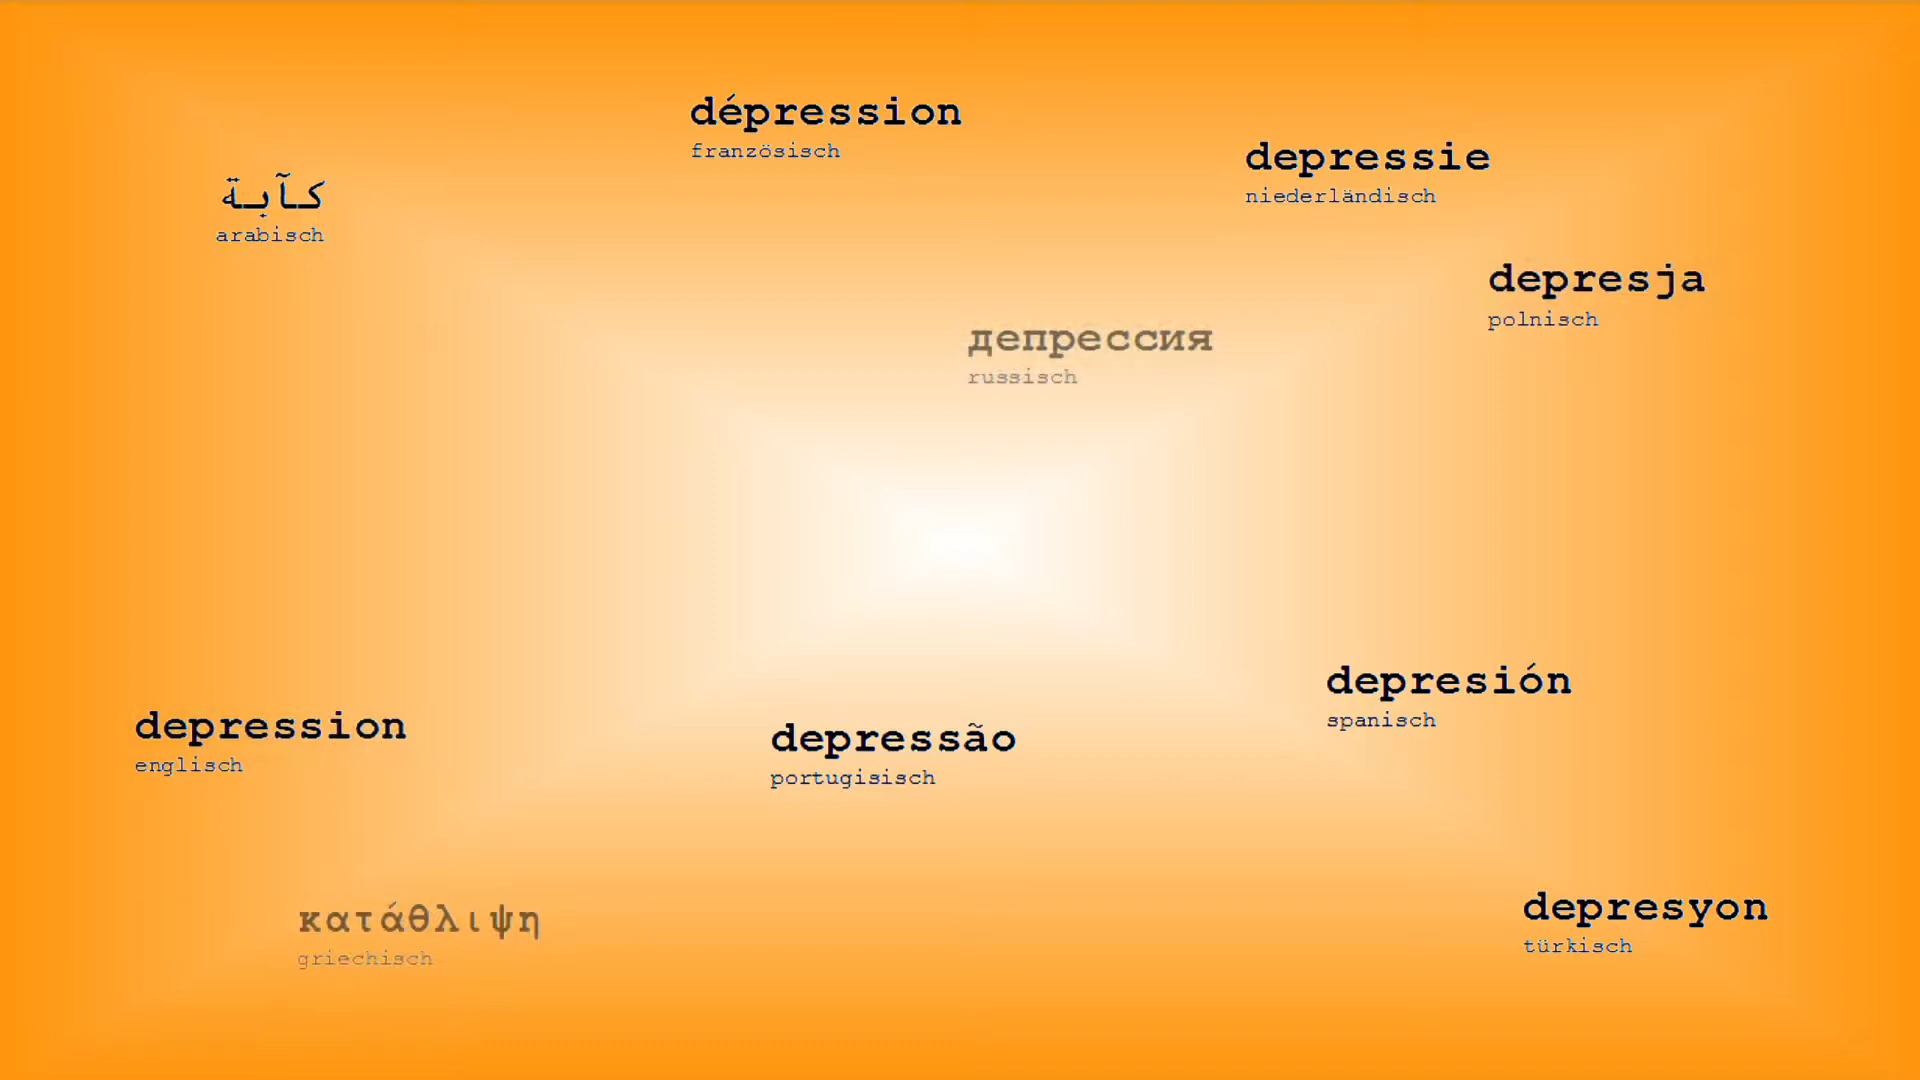 dépression
französisch
depressie
niederländisch
كآبة
arabisch
depresja
polnisch
депрессия
russisch
depresión
spanisch
depression
englisch
depressão
portugisisch
depresyon
türkisch
κατάθλιψη
griechisch